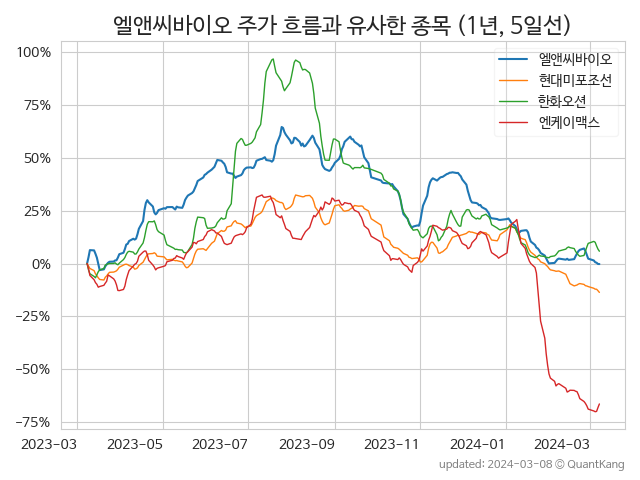 엘앤씨바이오 주가 흐름과 유사한 종목 (1년, 5일선)
엘앤씨바이오
현대미포조선
한화오션
엔케이맥스
100%
75%
50%
25%
0%
−25%
−50%
−75%
2023-03 2023-05 2023-07 2023-09 2023-11 2024-01 2024-03
updated: 2024-03-08 © QuantKang